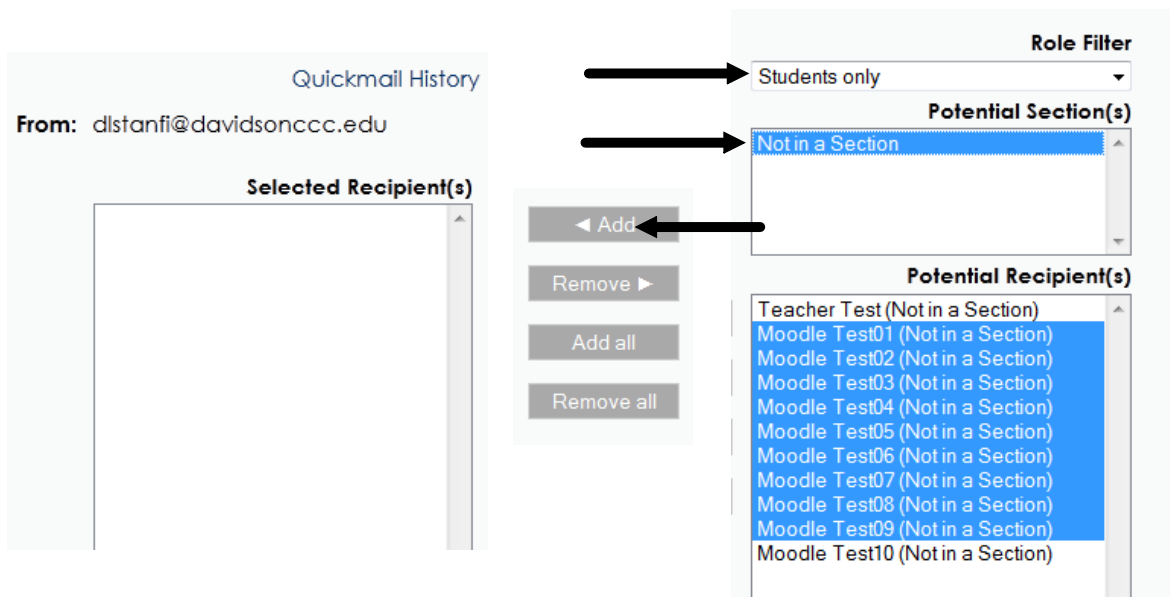 Quickmail History
From: dlstanfi@davidsonccc.edu
Selected Recipient(s)
◄ Add
Remove ►
Add all
Remove all
Role Filter
Students only
Potential Section(s)
Not in a Section
Potential Recipient(s)
Teacher Test (Not in a Section)
Moodle Test01 (Not in a Section)
Moodle Test02 (Not in a Section)
Moodle Test03 (Not in a Section)
Moodle Test04 (Not in a Section)
Moodle Test05 (Not in a Section)
Moodle Test06 (Not in a Section)
Moodle Test07 (Not in a Section)
Moodle Test08 (Not in a Section)
Moodle Test09 (Not in a Section)
Moodle Test10 (Not in a Section)